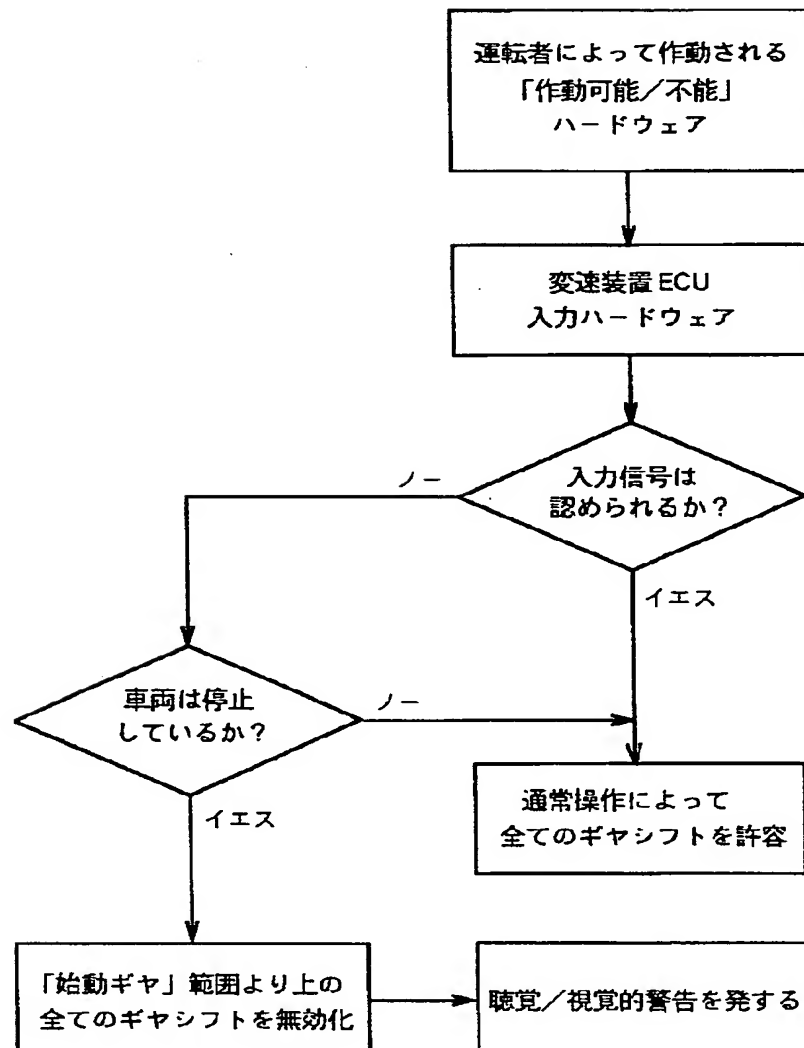 運転者によって作動される
「作動可能／不能」
ハードウェア
変速装置 ECU
入力ハードウェア
入力信号は
認められるか？
ノー
イエス
車両は停止
しているか？
ノー
イエス
通常操作によって
全てのギヤシフトを許容
「始動ギヤ」範囲より上の
全てのギヤシフトを無効化
聴覚／視覚的警告を発する